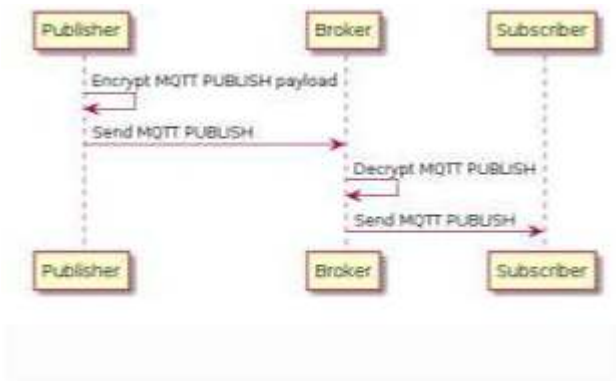 Publisher Broker Subscriber
Encrypt MQTT PUBLISH payload
Send MQTT PUBLISH
Decrypt MQTT PUBLISH
Send MQTT PUBLISH
Publisher Broker Subscriber